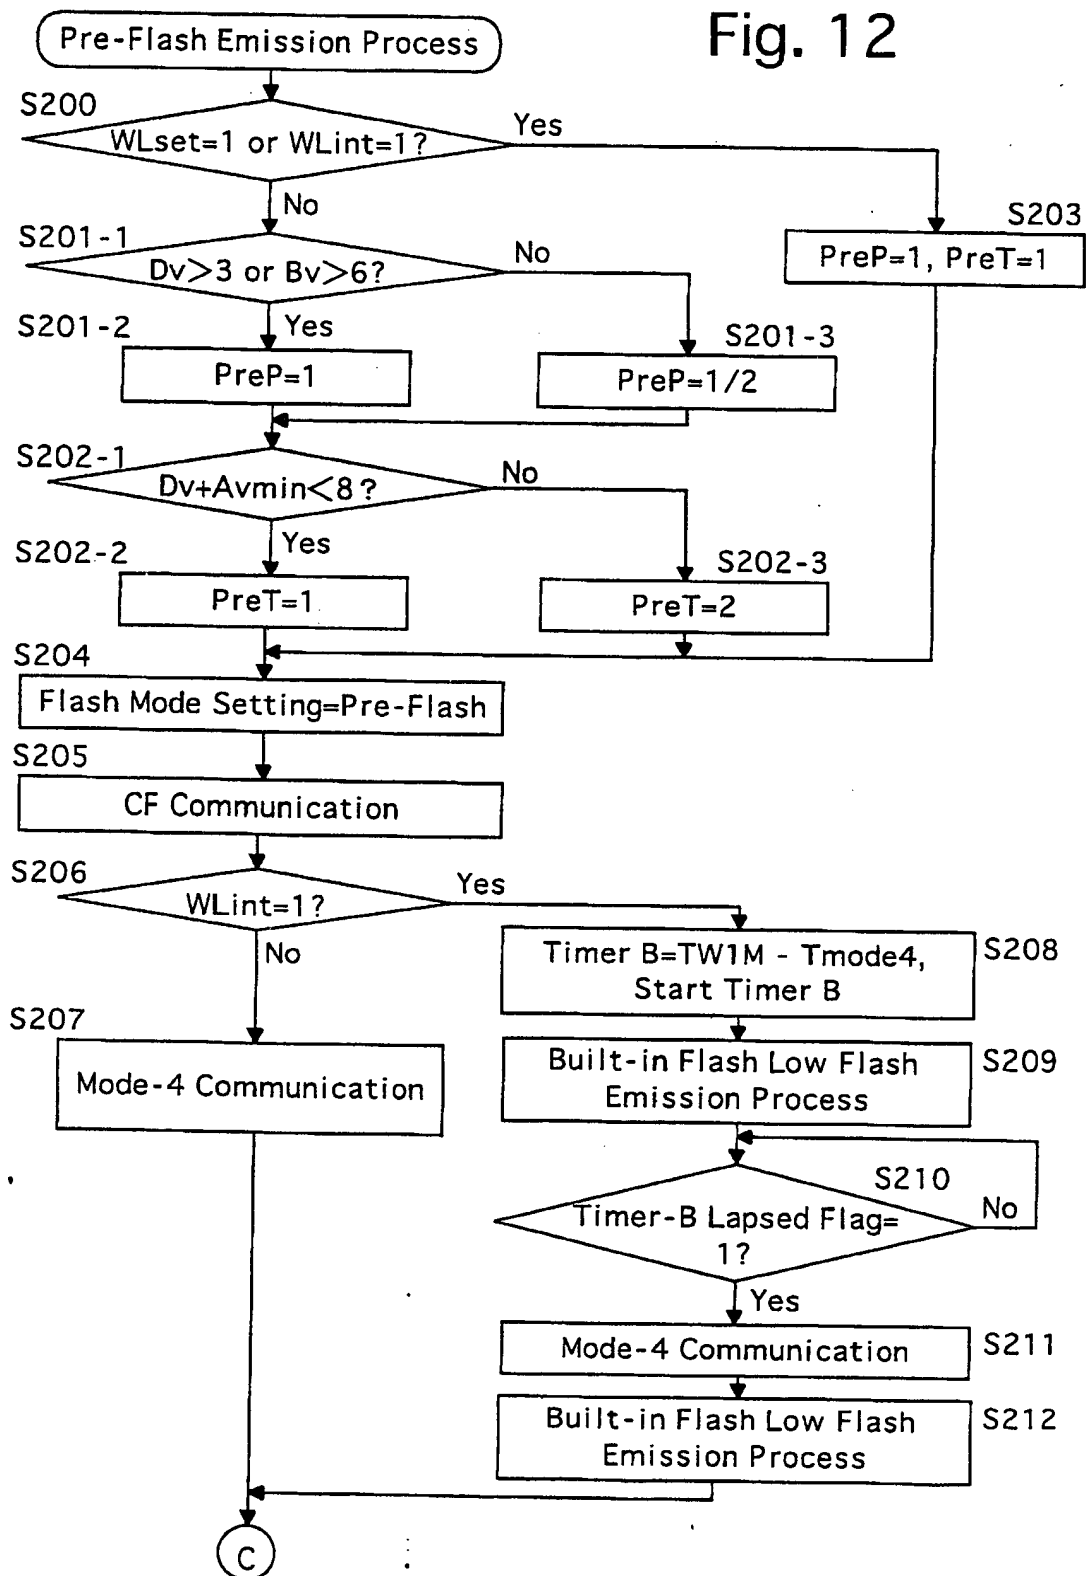 Fig. 12
Pre-Flash Emission Process
S200
WLset=1 or WLint=1?
Yes
No
S203
PreP=1, PreT=1
S201-1
Dv>3 or Bv>6?
No
Yes
S201-2
PreP=1
S201-3
PreP=1/2
S202-1
Dv+Avmin<8?
No
Yes
S202-2
PreT=1
S202-3
PreT=2
S204
Flash Mode Setting=Pre-Flash
S205
CF Communication
S206
WLint=1?
Yes
No
S207
Mode-4 Communication
S208
Timer B=TW1M - Tmode4,
Start Timer B
S209
Built-in Flash Low Flash
Emission Process
S210
Timer-B Lapsed Flag=
1?
No
Yes
S211
Mode-4 Communication
S212
Built-in Flash Low Flash
Emission Process
C